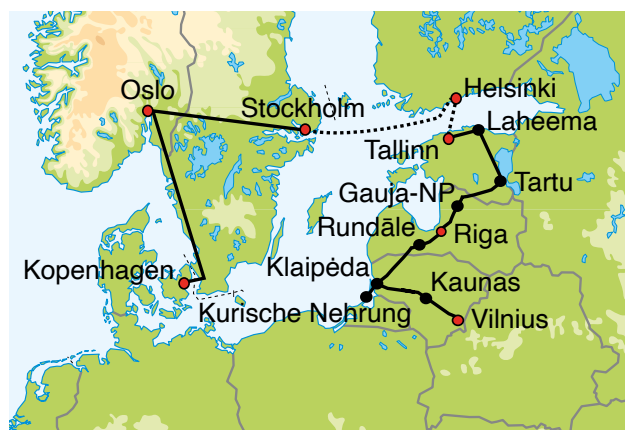 Oslo
Helsinki
Stockholm
Laheema
Tallinn
Gauja-NP
Tartu
Rundāle
Riga
Kopenhagen
Klaipėda
Kaunas
Kurische Nehrung
Vilnius